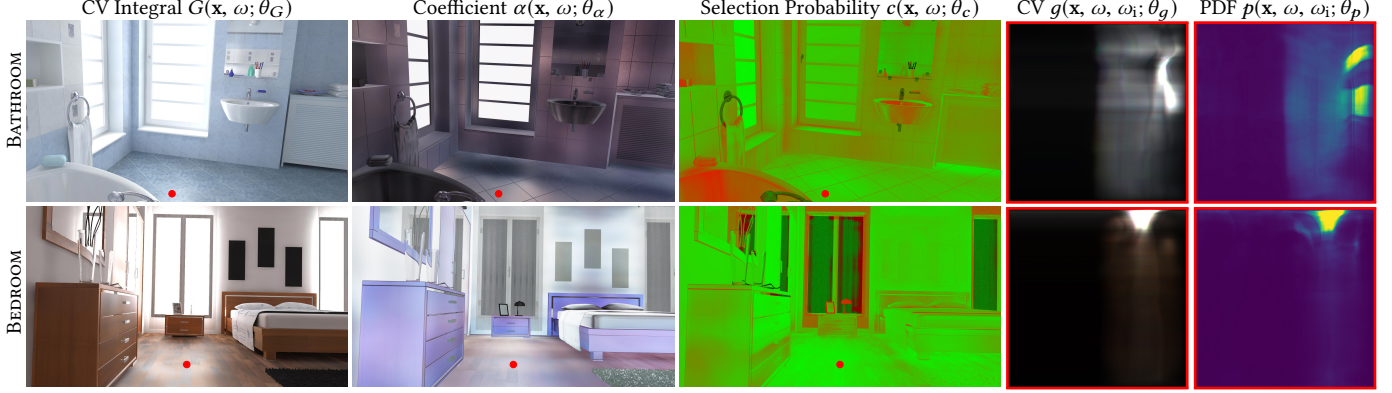 CV Integral G(x, ω; θ_G) Coefficient α(x, ω; θ_α) Selection Probability c(x, ω; θ_c) CV g(x, ω, ω_i; θ_g) PDF p(x, ω, ω_i; θ_p)
BATHROOM
BEDROOM